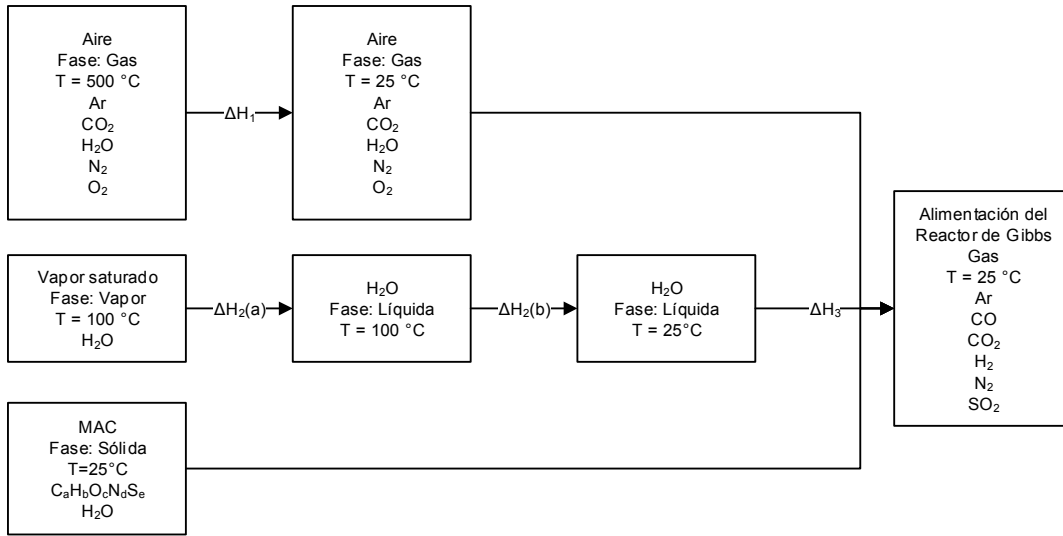 Aire
Fase: Gas
T = 500 °C
Ar
CO₂
H₂O
N₂
O₂
ΔH₁
Aire
Fase: Gas
T = 25 °C
Ar
CO₂
H₂O
N₂
O₂
Vapor saturado
Fase: Vapor
T = 100 °C
H₂O
ΔH₂(a)
H₂O
Fase: Líquida
T = 100 °C
ΔH₂(b)
H₂O
Fase: Líquida
T = 25°C
ΔH₃
MAC
Fase: Sólida
T=25°C
CₐH_bO_cN_dS_e
H₂O
Alimentación del
Reactor de Gibbs
Gas
T = 25 °C
Ar
CO
CO₂
H₂
N₂
SO₂